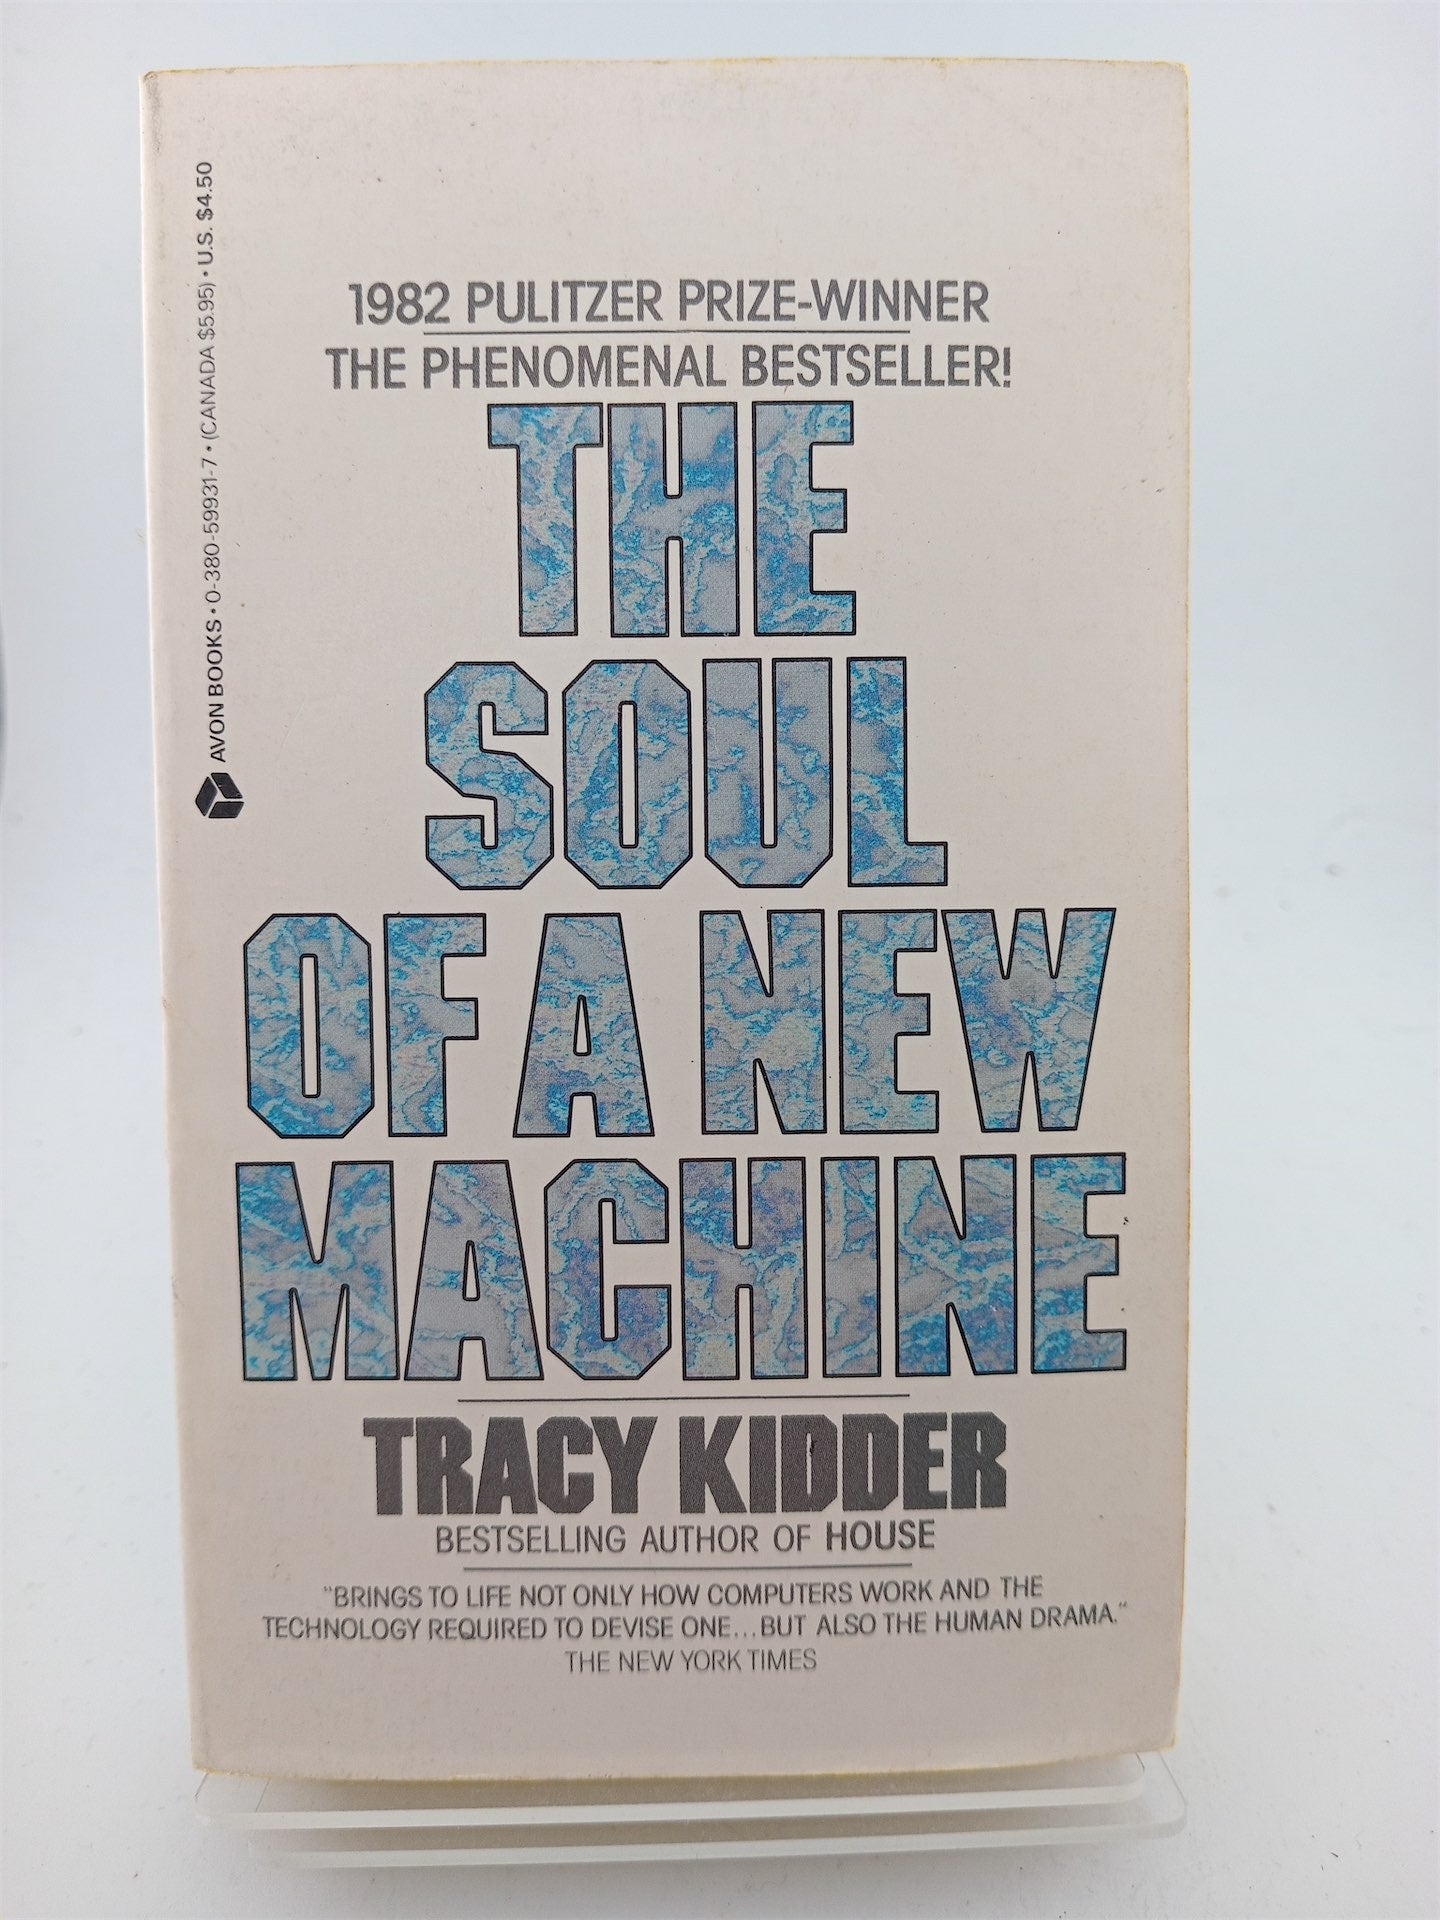 AVON BOOKS • 0-380-59931-7 • (CANADA $5.95) • U.S. $4.50
1982 PULITZER PRIZE-WINNER
THE PHENOMENAL BESTSELLER!
THE
SOUL
OF A NEW
MACHINE
TRACY KIDDER
BESTSELLING AUTHOR OF HOUSE
"BRINGS TO LIFE NOT ONLY HOW COMPUTERS WORK AND THE
TECHNOLOGY REQUIRED TO DEVISE ONE...BUT ALSO THE HUMAN DRAMA."
THE NEW YORK TIMES